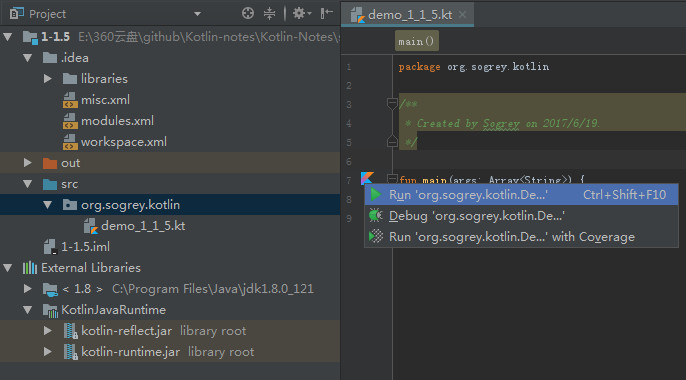 Project
1-1.5 E:\360云盘\github\Kotlin-notes\Kotlin-Notes\
.idea
libraries
misc.xml
modules.xml
workspace.xml
out
src
org.sogrey.kotlin
demo_1_1_5.kt
1-1.5.iml
External Libraries
< 1.8 > C:\Program Files\Java\jdk1.8.0_121
KotlinJavaRuntime
kotlin-reflect.jar library root
kotlin-runtime.jar library root
demo_1_1_5.kt
main()
1 package org.sogrey.kotlin
2
3 /**
4 * Created by Sogrey on 2017/6/19.
5 */
6
7 fun main(args: Array<String>) {
8
9
Run 'org.sogrey.kotlin.De...' Ctrl+Shift+F10
Debug 'org.sogrey.kotlin.De...'
Run 'org.sogrey.kotlin.De...' with Coverage